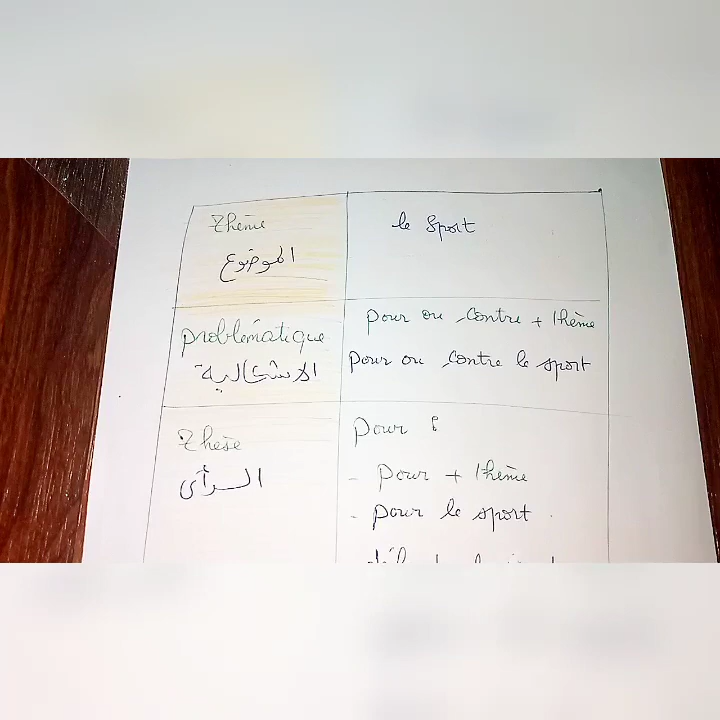 Thème
الموضوع
le sport
problématique
الاشكالية
pour ou contre + thème
pour ou contre le sport
Thèse
الرأي
pour ?
- pour + thème
- pour le sport.